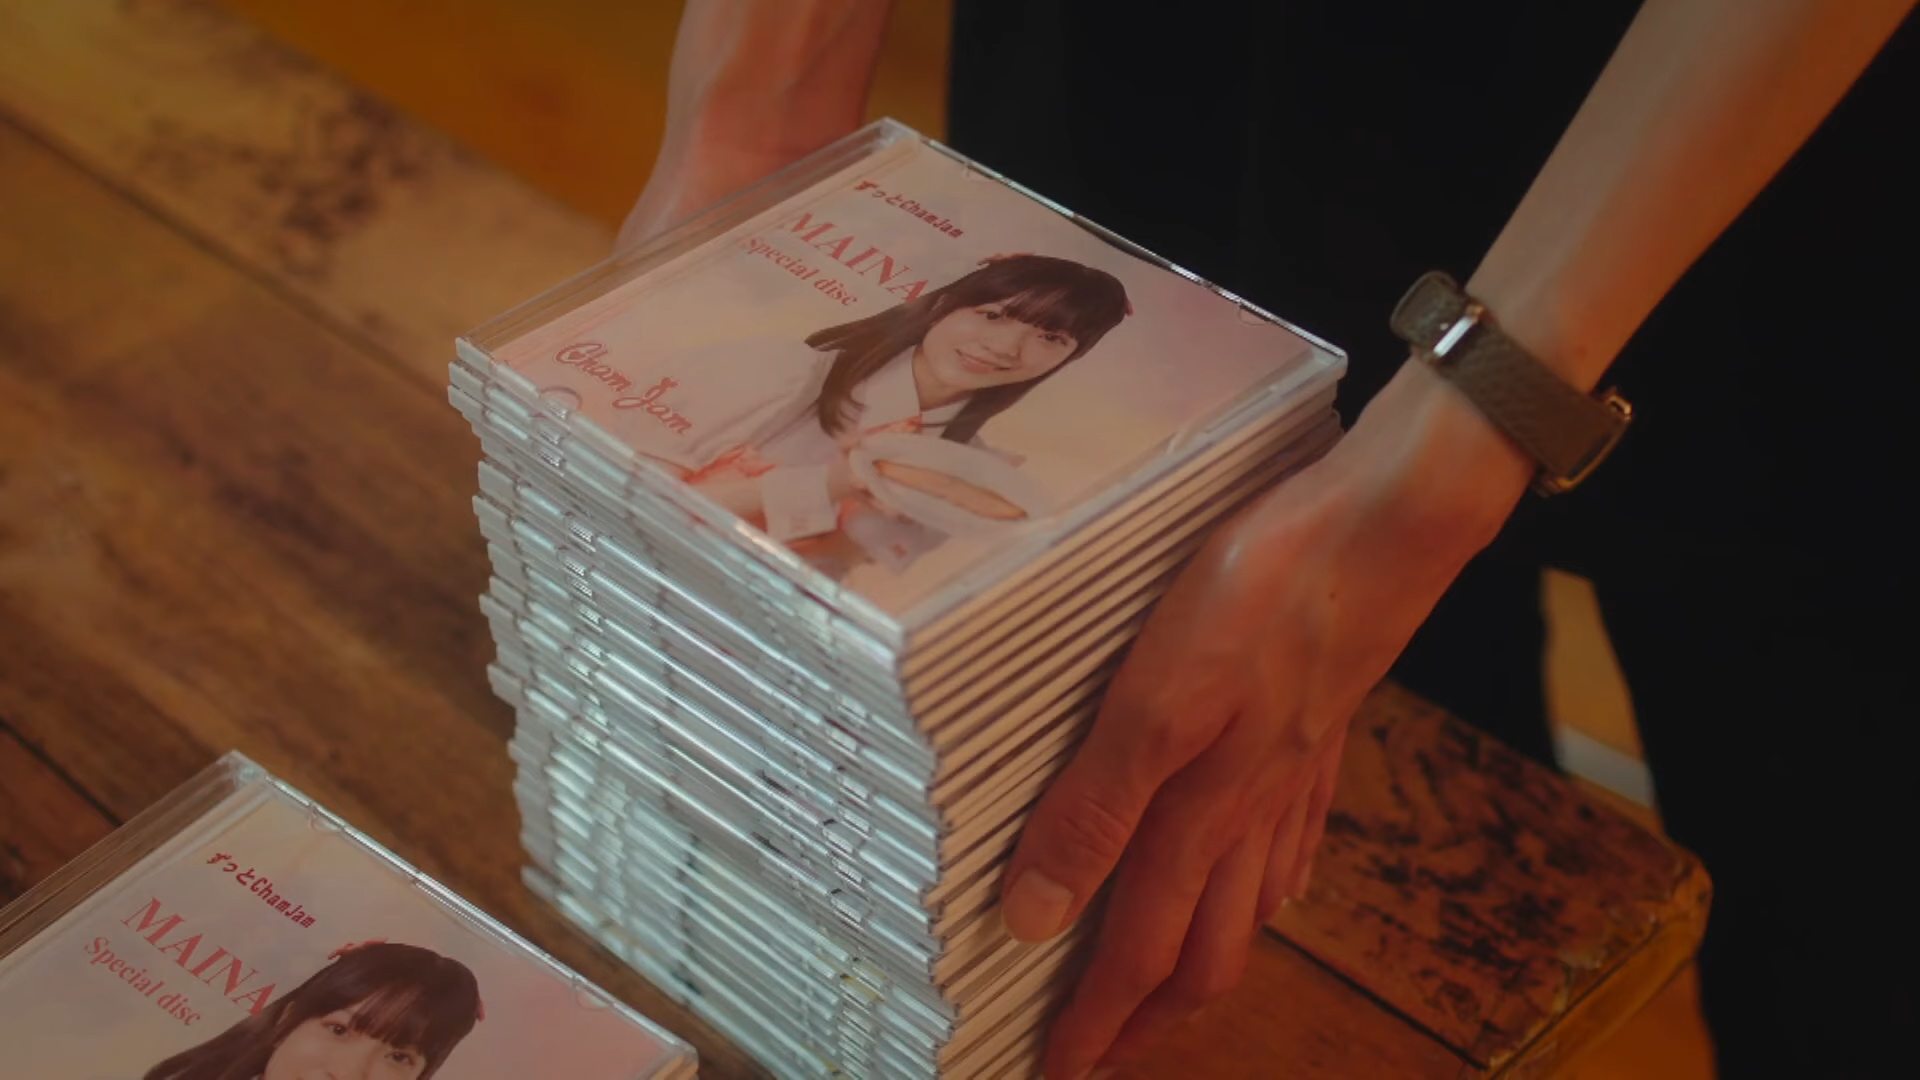 ずっとChamJam
MAINA
Special disc
Cham Jam
ずっとChamJam
MAINA
Special disc